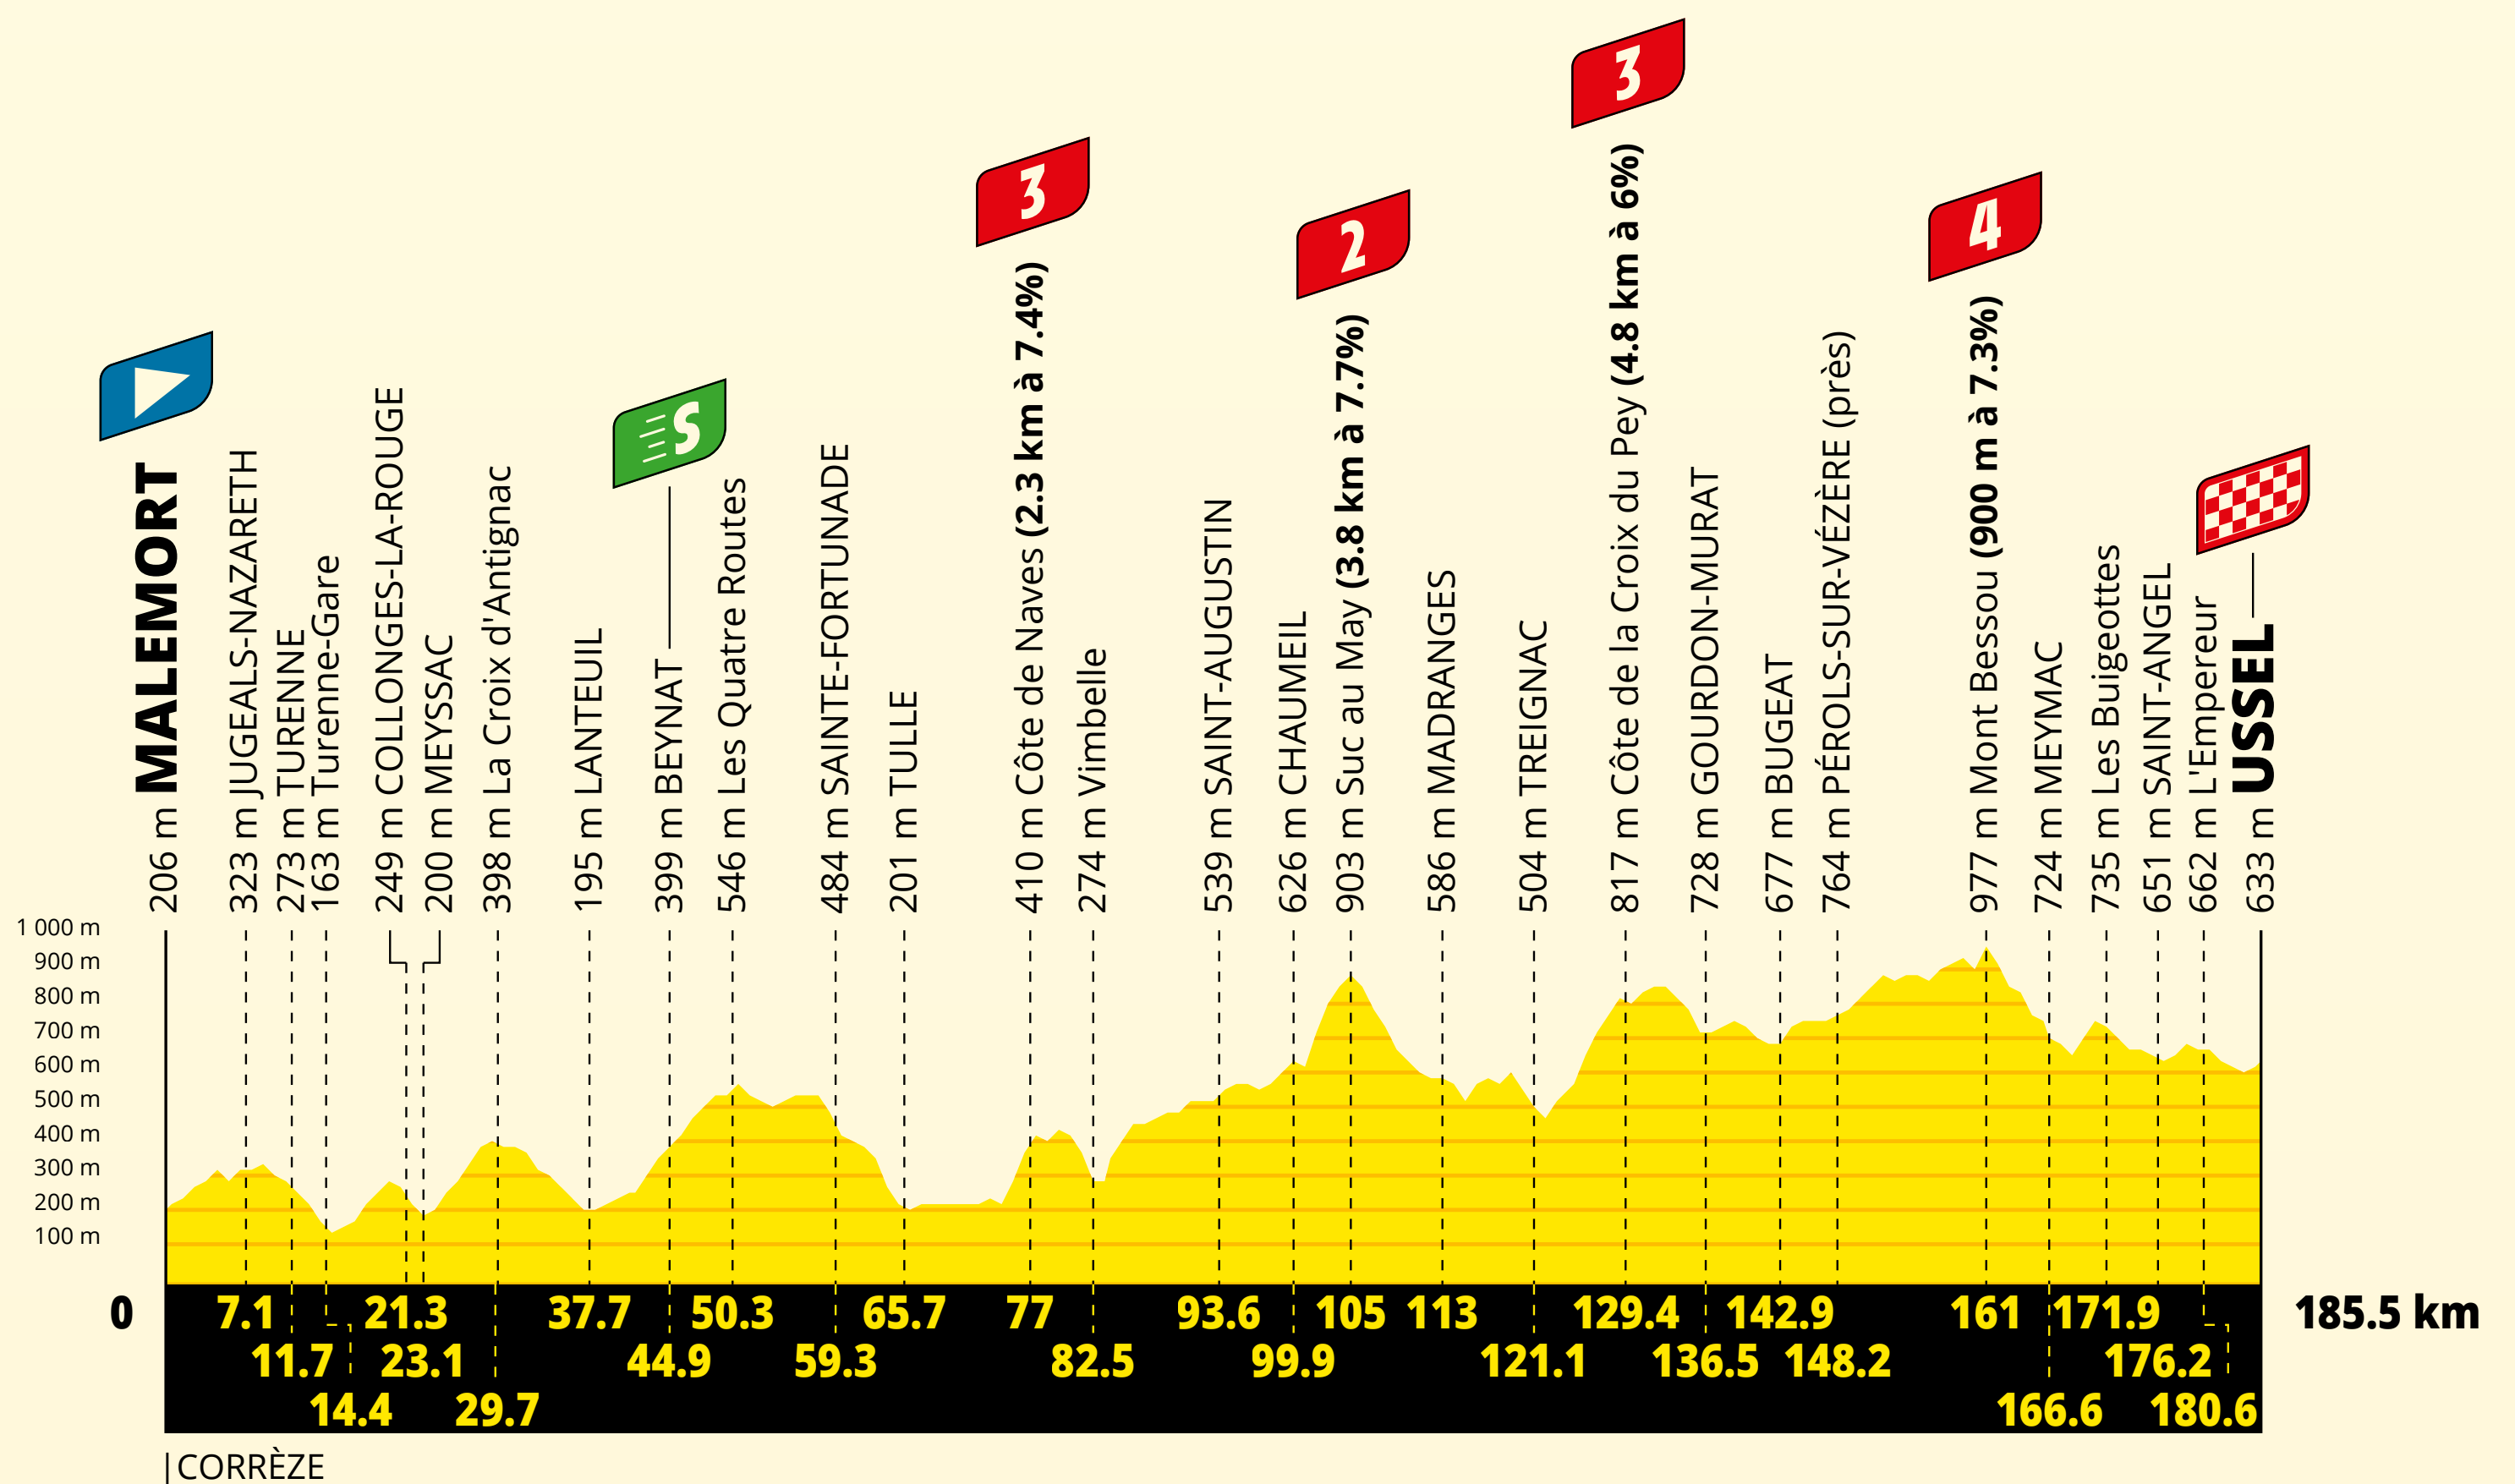 3
3
2
4
S
206 m MALEMORT
323 m JUGEALS-NAZARETH
273 m TURENNE
163 m Turenne-Gare
249 m COLLONGES-LA-ROUGE
200 m MEYSSAC
398 m La Croix d'Antignac
195 m LANTEUIL
399 m BEYNAT
546 m Les Quatre Routes
484 m SAINTE-FORTUNADE
201 m TULLE
410 m Côte de Naves (2.3 km à 7.4%)
274 m Vimbelle
539 m SAINT-AUGUSTIN
626 m CHAUMEIL
903 m Suc au May (3.8 km à 7.7%)
586 m MADRANGES
504 m TREIGNAC
817 m Côte de la Croix du Pey (4.8 km à 6%)
728 m GOURDON-MURAT
677 m BUGEAT
764 m PÉROLS-SUR-VÉZÈRE (près)
977 m Mont Bessou (900 m à 7.3%)
724 m MEYMAC
735 m Les Buigeottes
651 m SAINT-ANGEL
662 m L'Empereur
633 m USSEL
1 000 m
900 m
800 m
700 m
600 m
500 m
400 m
300 m
200 m
100 m
0 7.1 21.3 37.7 50.3 65.7 77 93.6 105 113 129.4 142.9 161 171.9 185.5 km
11.7 23.1 44.9 59.3 82.5 99.9 121.1 136.5 148.2 176.2
14.4 29.7 166.6 180.6
|CORRÈZE